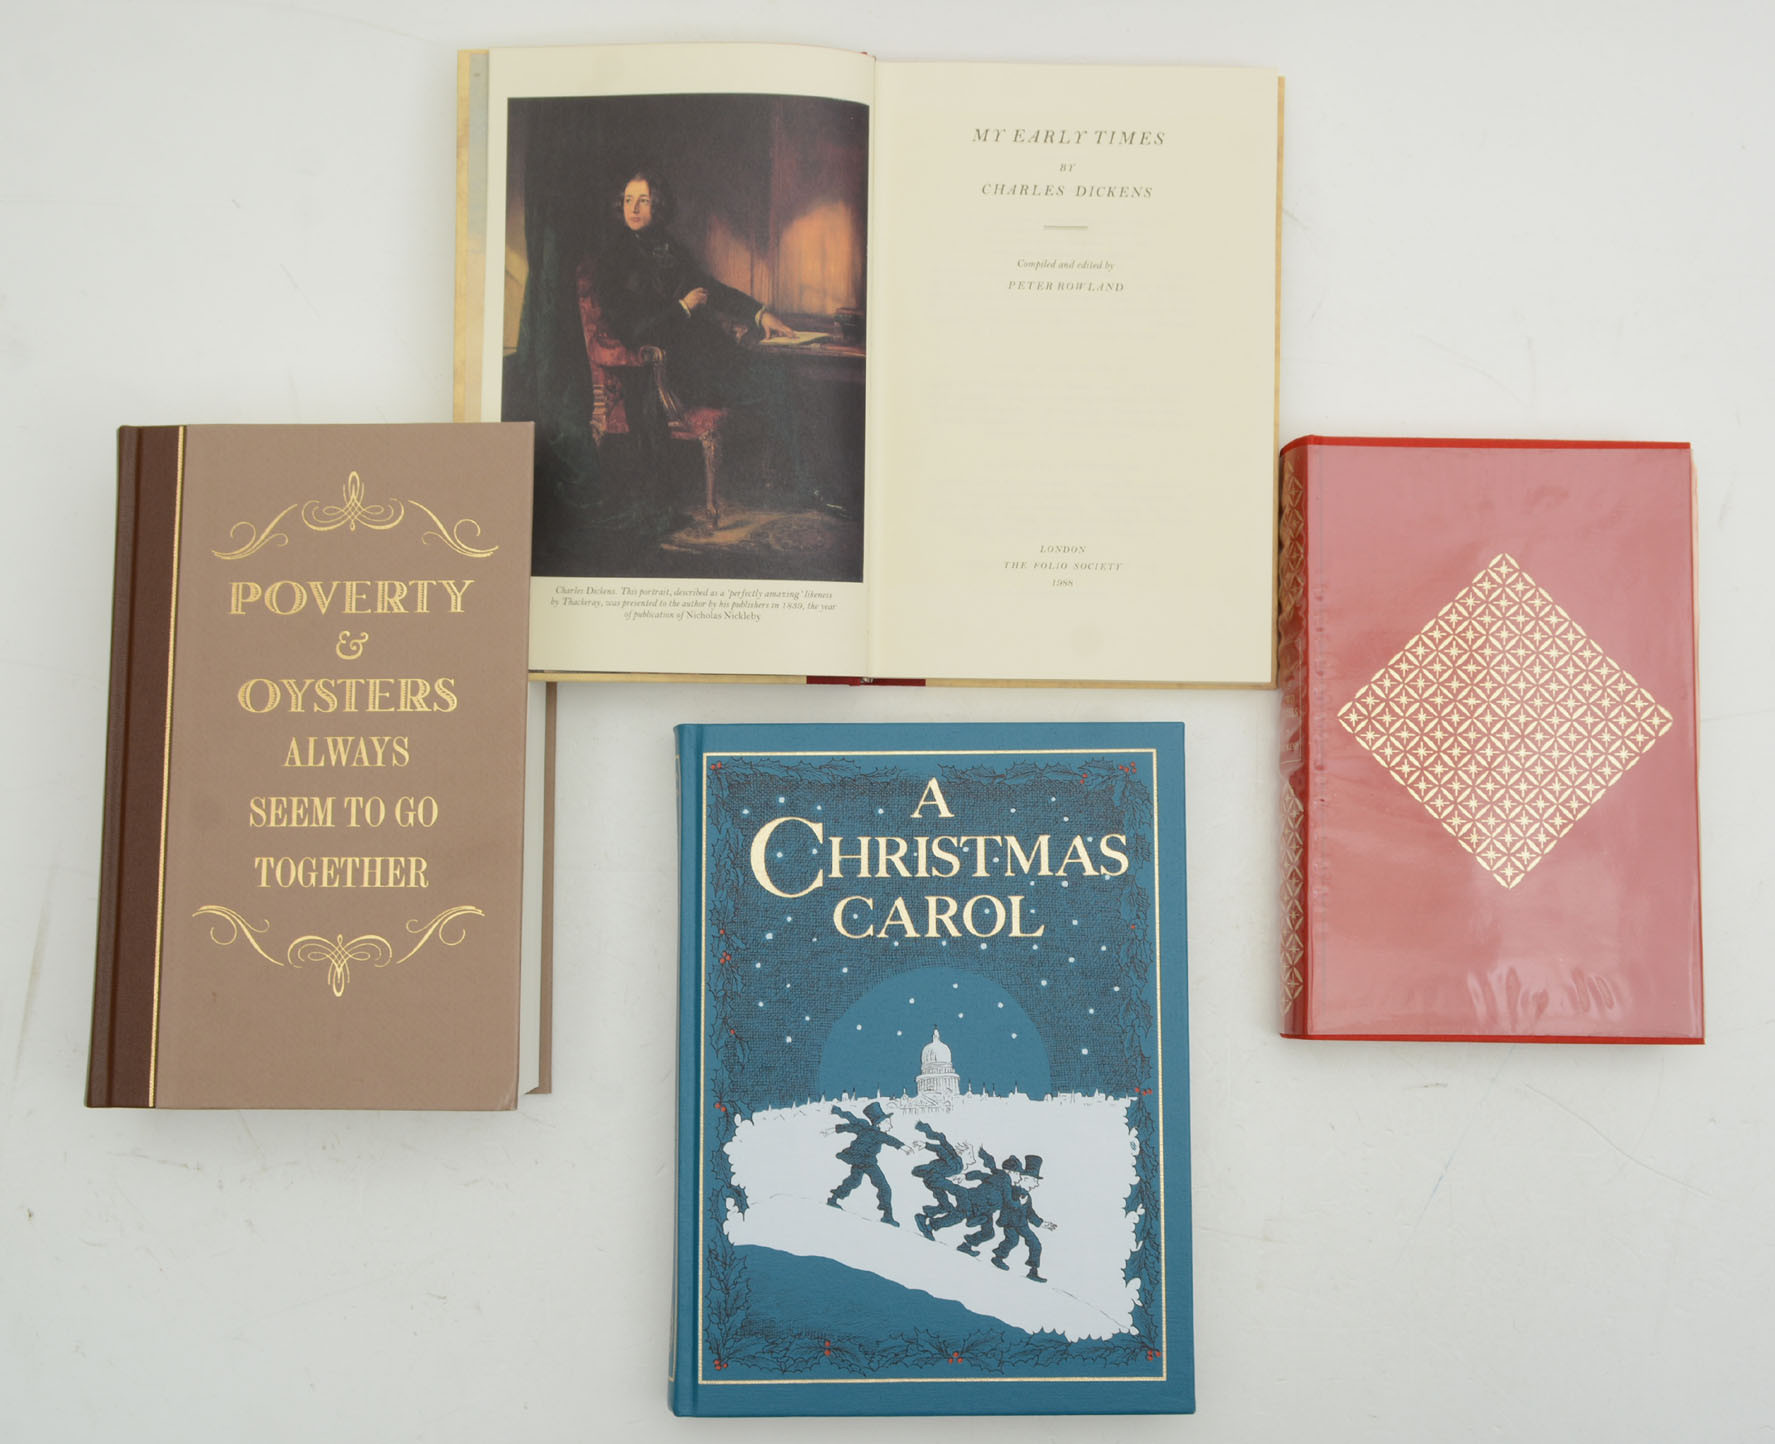 MY EARLY TIMES
BY
CHARLES DICKENS
Compiled and edited by
PETER ROWLAND
LONDON
THE FOLIO SOCIETY
1988
Charles Dickens. This portrait, described as a 'perfectly amazing' likeness
by Thackeray, was presented to the author by his publishers in 1839, the year
of publication of Nicholas Nickleby
POVERTY
&
OYSTERS
ALWAYS
SEEM TO GO
TOGETHER
A
CHRISTMAS
CAROL